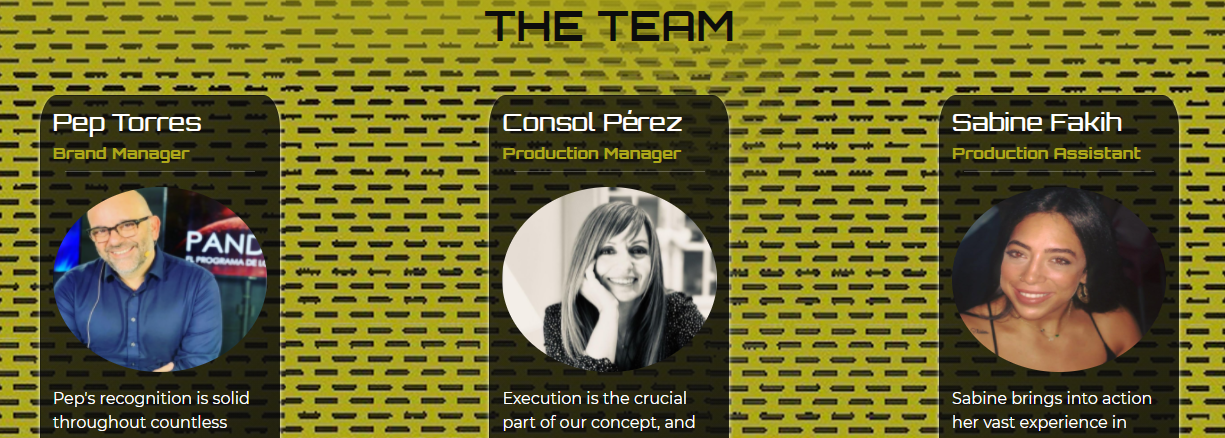 THE TEAM
Pep Torres
Brand Manager
PAND
EL PROGRAMA DE LU
Pep's recognition is solid
throughout countless
Consol Pérez
Production Manager
Execution is the crucial
part of our concept, and
Sabine Fakih
Production Assistant
Sabine brings into action
her vast experience in